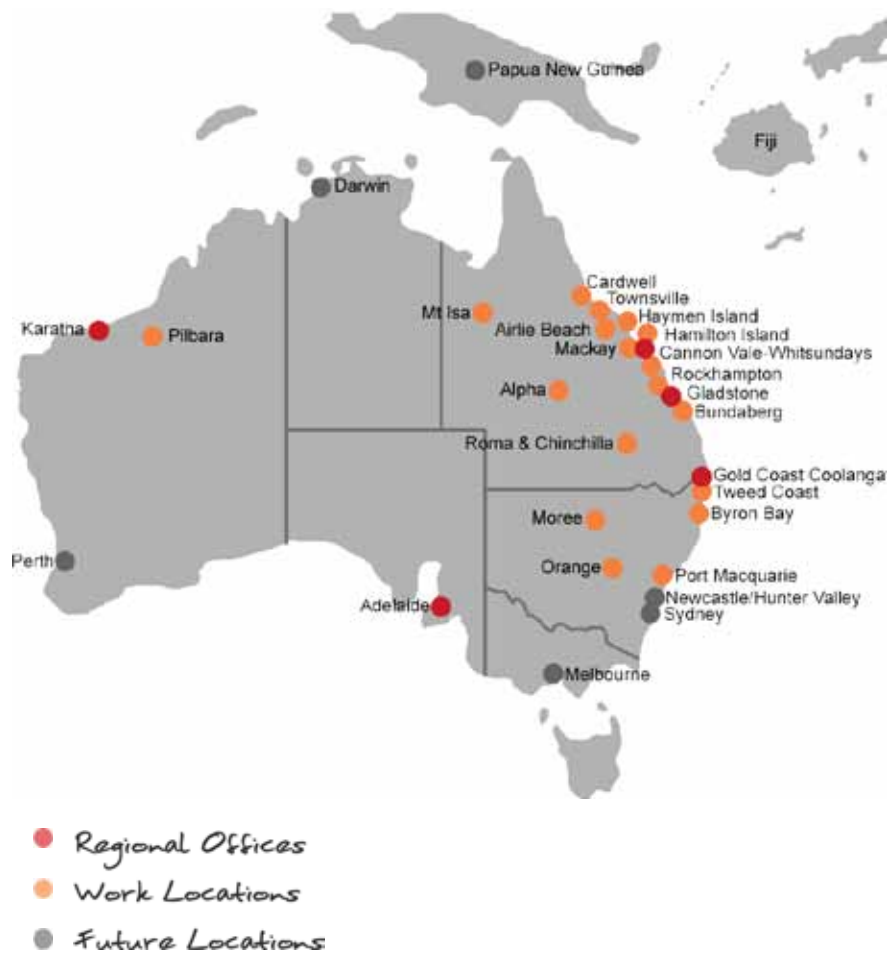 Papua New Guinea
Fiji
Darwin
Cardwell
Townsville
Mt Isa
Haymen Island
Karatha
Pilbara
Airlie Beach
Hamilton Island
Mackay
Cannon Vale-Whitsundays
Rockhampton
Alpha
Gladstone
Bundaberg
Roma & Chinchilla
Gold Coast Coolanga
Tweed Coast
Moree
Byron Bay
Perth
Orange
Port Macquarie
Newcastle/Hunter Valley
Adelaide
Sydney
Melbourne
Regional Offices
Work Locations
Future Locations